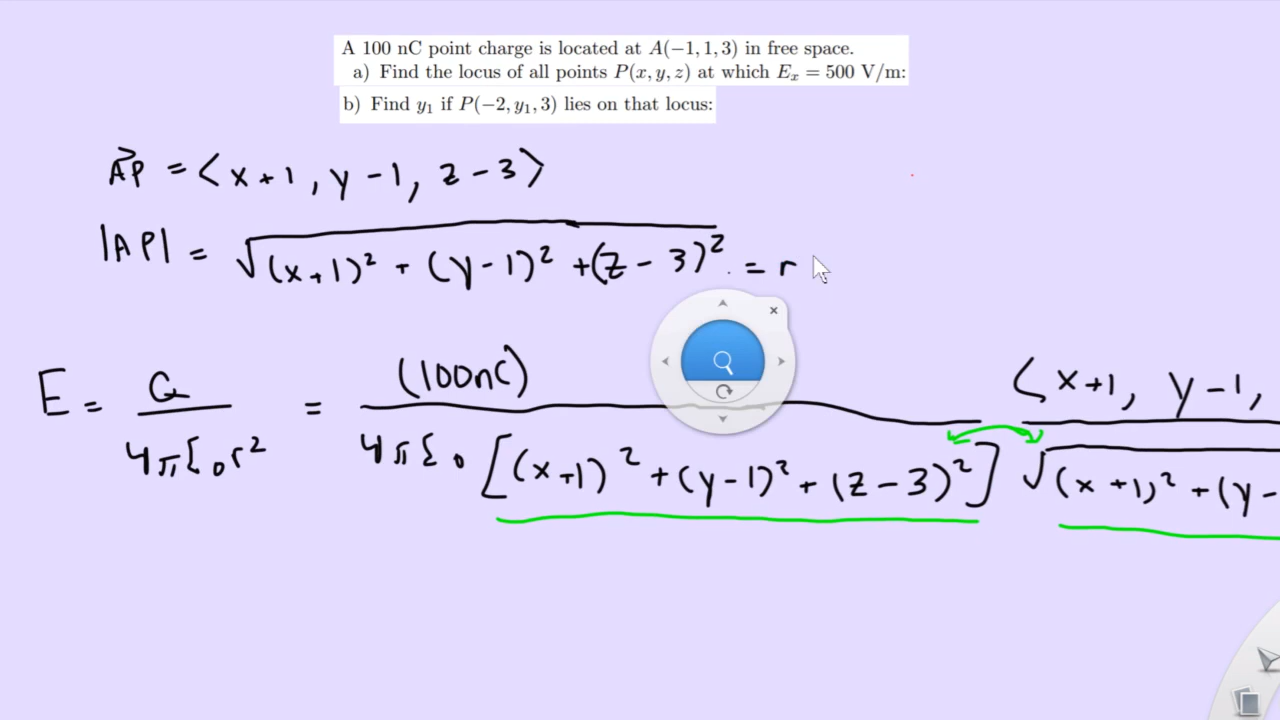 A 100 nC point charge is located at A(−1, 1, 3) in free space.
a) Find the locus of all points P(x, y, z) at which Eₓ = 500 V/m:
b) Find y₁ if P(−2, y₁, 3) lies on that locus:
A⃗P = ⟨x+1, y−1, z−3⟩
|AP| = √(x+1)² + (y−1)² + (z−3)² = r
E = Q / 4πε₀r² = (100nC) / 4πε₀ [(x+1)² + (y−1)² + (z−3)²] ⟨x+1, y−1, / √(x+1)² + (y−